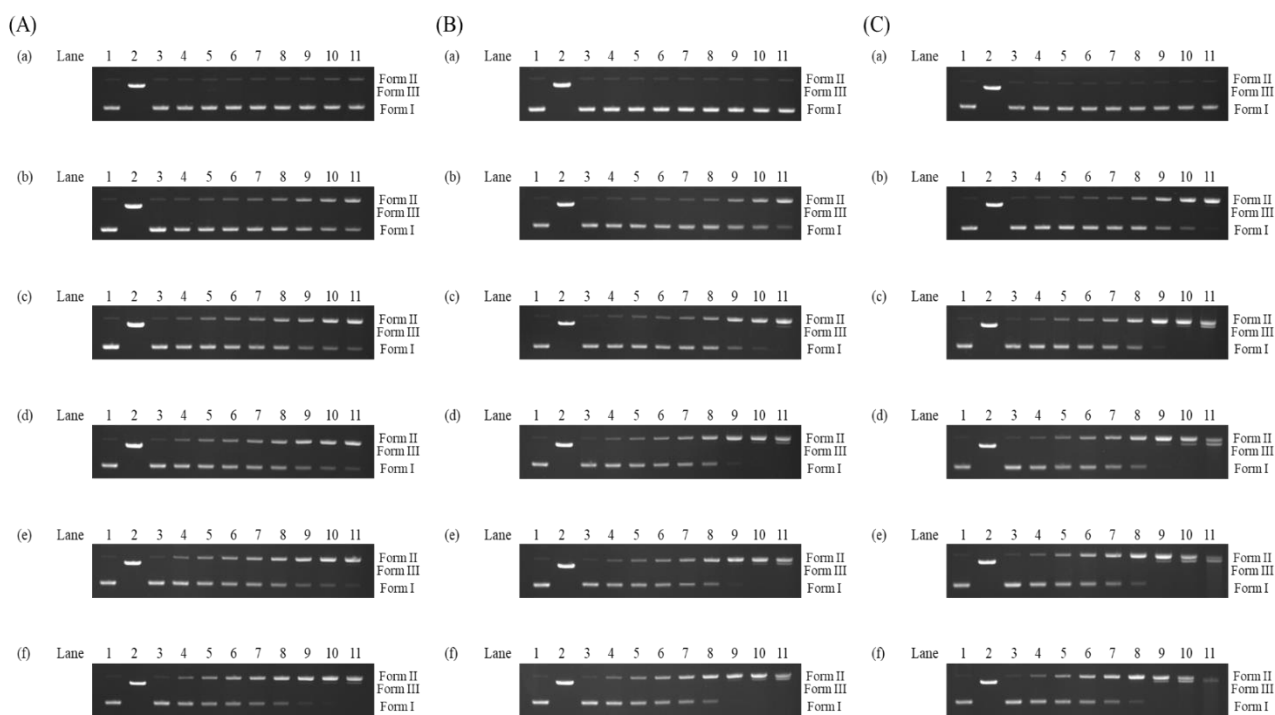 (A)
(a) Lane 1 2 3 4 5 6 7 8 9 10 11
Form II
Form III
Form I
(b) Lane 1 2 3 4 5 6 7 8 9 10 11
Form II
Form III
Form I
(c) Lane 1 2 3 4 5 6 7 8 9 10 11
Form II
Form III
Form I
(d) Lane 1 2 3 4 5 6 7 8 9 10 11
Form II
Form III
Form I
(e) Lane 1 2 3 4 5 6 7 8 9 10 11
Form II
Form III
Form I
(f) Lane 1 2 3 4 5 6 7 8 9 10 11
Form II
Form III
Form I
(B)
(a) Lane 1 2 3 4 5 6 7 8 9 10 11
Form II
Form III
Form I
(b) Lane 1 2 3 4 5 6 7 8 9 10 11
Form II
Form III
Form I
(c) Lane 1 2 3 4 5 6 7 8 9 10 11
Form II
Form III
Form I
(d) Lane 1 2 3 4 5 6 7 8 9 10 11
Form II
Form III
Form I
(e) Lane 1 2 3 4 5 6 7 8 9 10 11
Form II
Form III
Form I
(f) Lane 1 2 3 4 5 6 7 8 9 10 11
Form II
Form III
Form I
(C)
(a) Lane 1 2 3 4 5 6 7 8 9 10 11
Form II
Form III
Form I
(b) Lane 1 2 3 4 5 6 7 8 9 10 11
Form II
Form III
Form I
(c) Lane 1 2 3 4 5 6 7 8 9 10 11
Form II
Form III
Form I
(d) Lane 1 2 3 4 5 6 7 8 9 10 11
Form II
Form III
Form I
(e) Lane 1 2 3 4 5 6 7 8 9 10 11
Form II
Form III
Form I
(f) Lane 1 2 3 4 5 6 7 8 9 10 11
Form II
Form III
Form I